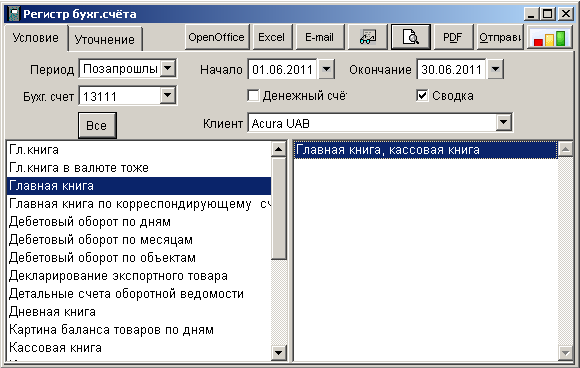 Регистр бухг.счёта
Условие Уточнение OpenOffice Excel E-mail PDF Отправи
Период Позапрошлы Начало 01.06.2011 Окончание 30.06.2011
Бухг. счет 13111 Денежный счё Сводка
Все Клиент Acura UAB
Гл.книга
Гл.книга в валюте тоже
Главная книга
Главная книга по корреспондирующему сч
Дебетовый оборот по дням
Дебетовый оборот по месяцам
Дебетовый оборот по объектам
Декларирование экспортного товара
Детальные счета оборотной ведомости
Дневная книга
Картина баланса товаров по дням
Кассовая книга
Главная книга, кассовая книга